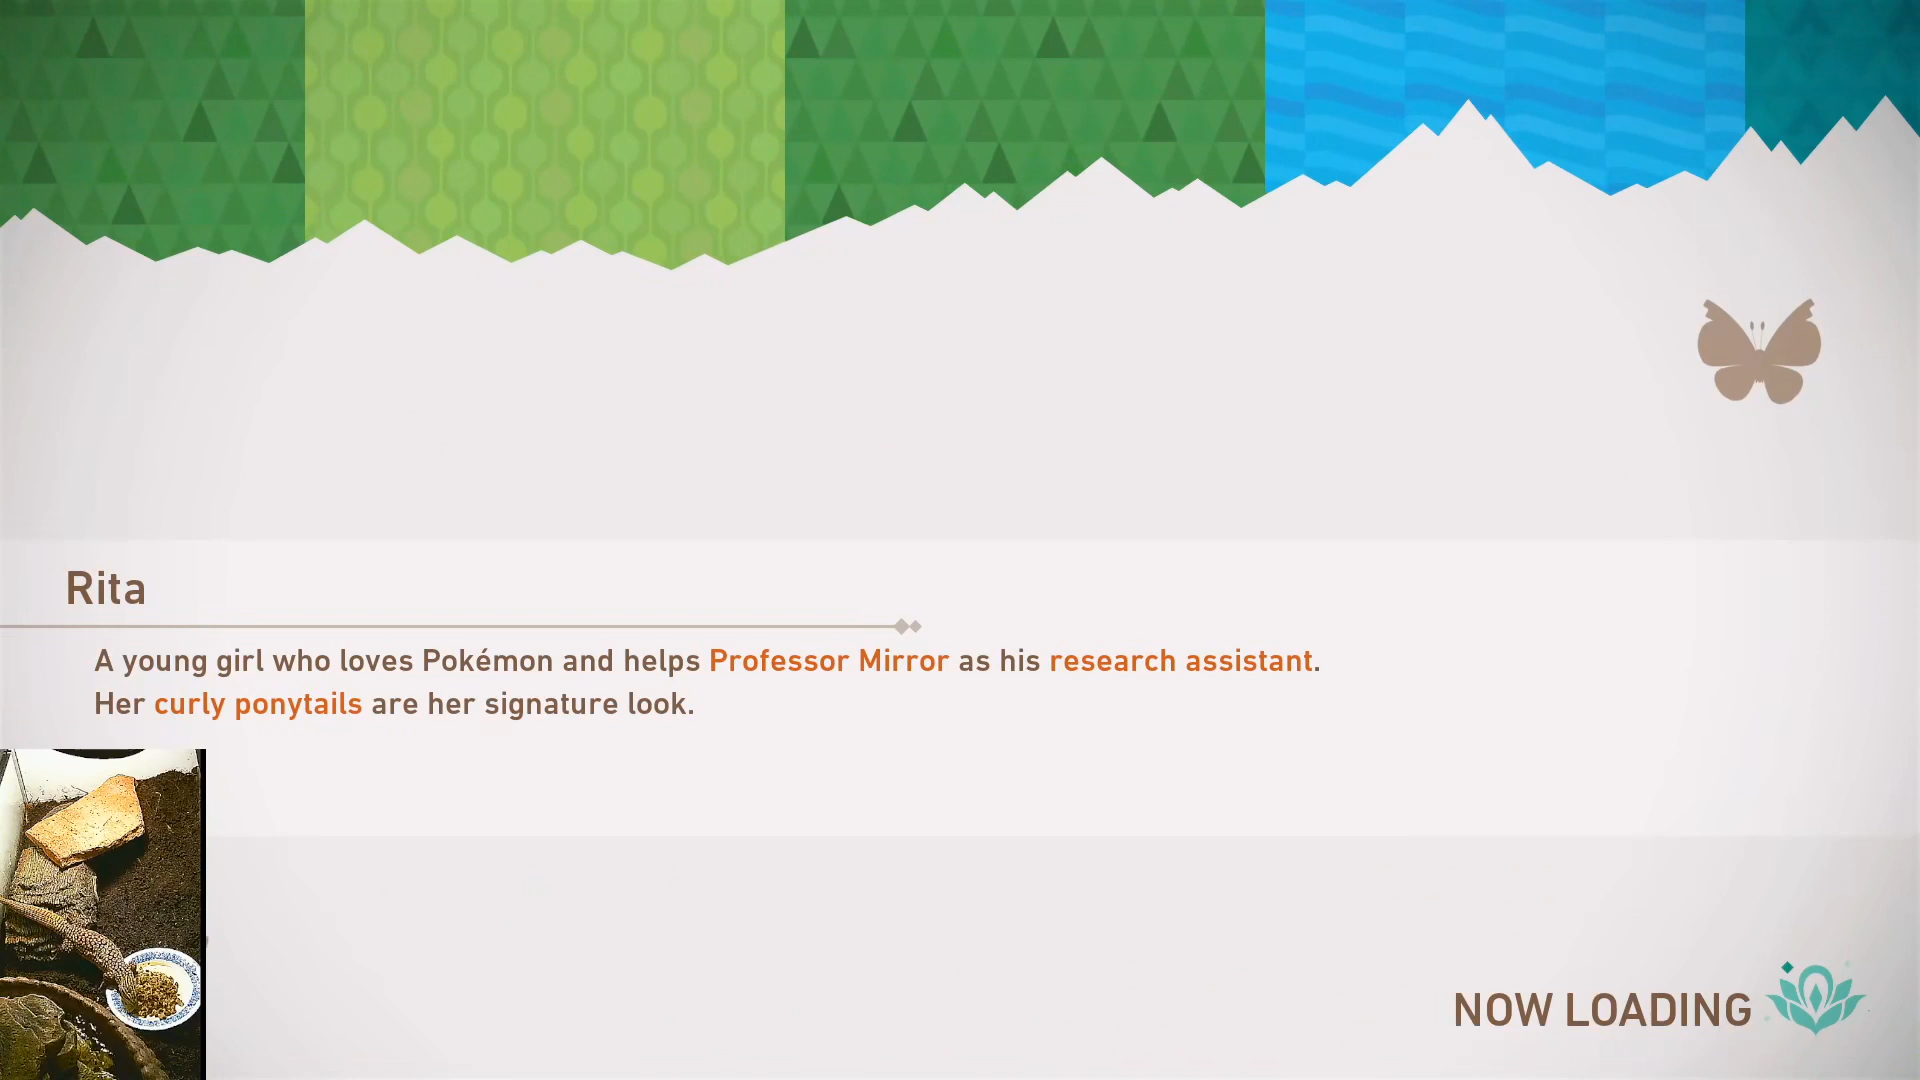 Rita
A young girl who loves Pokémon and helps Professor Mirror as his research assistant.
Her curly ponytails are her signature look.
NOW LOADING